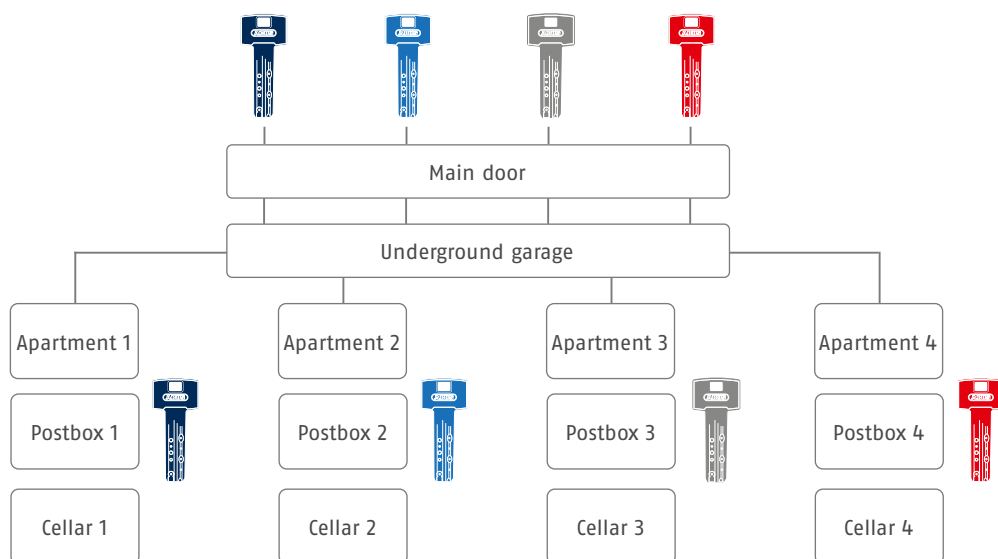 Main door
Underground garage
Apartment 1
Apartment 2
Apartment 3
Apartment 4
Postbox 1
Postbox 2
Postbox 3
Postbox 4
Cellar 1
Cellar 2
Cellar 3
Cellar 4